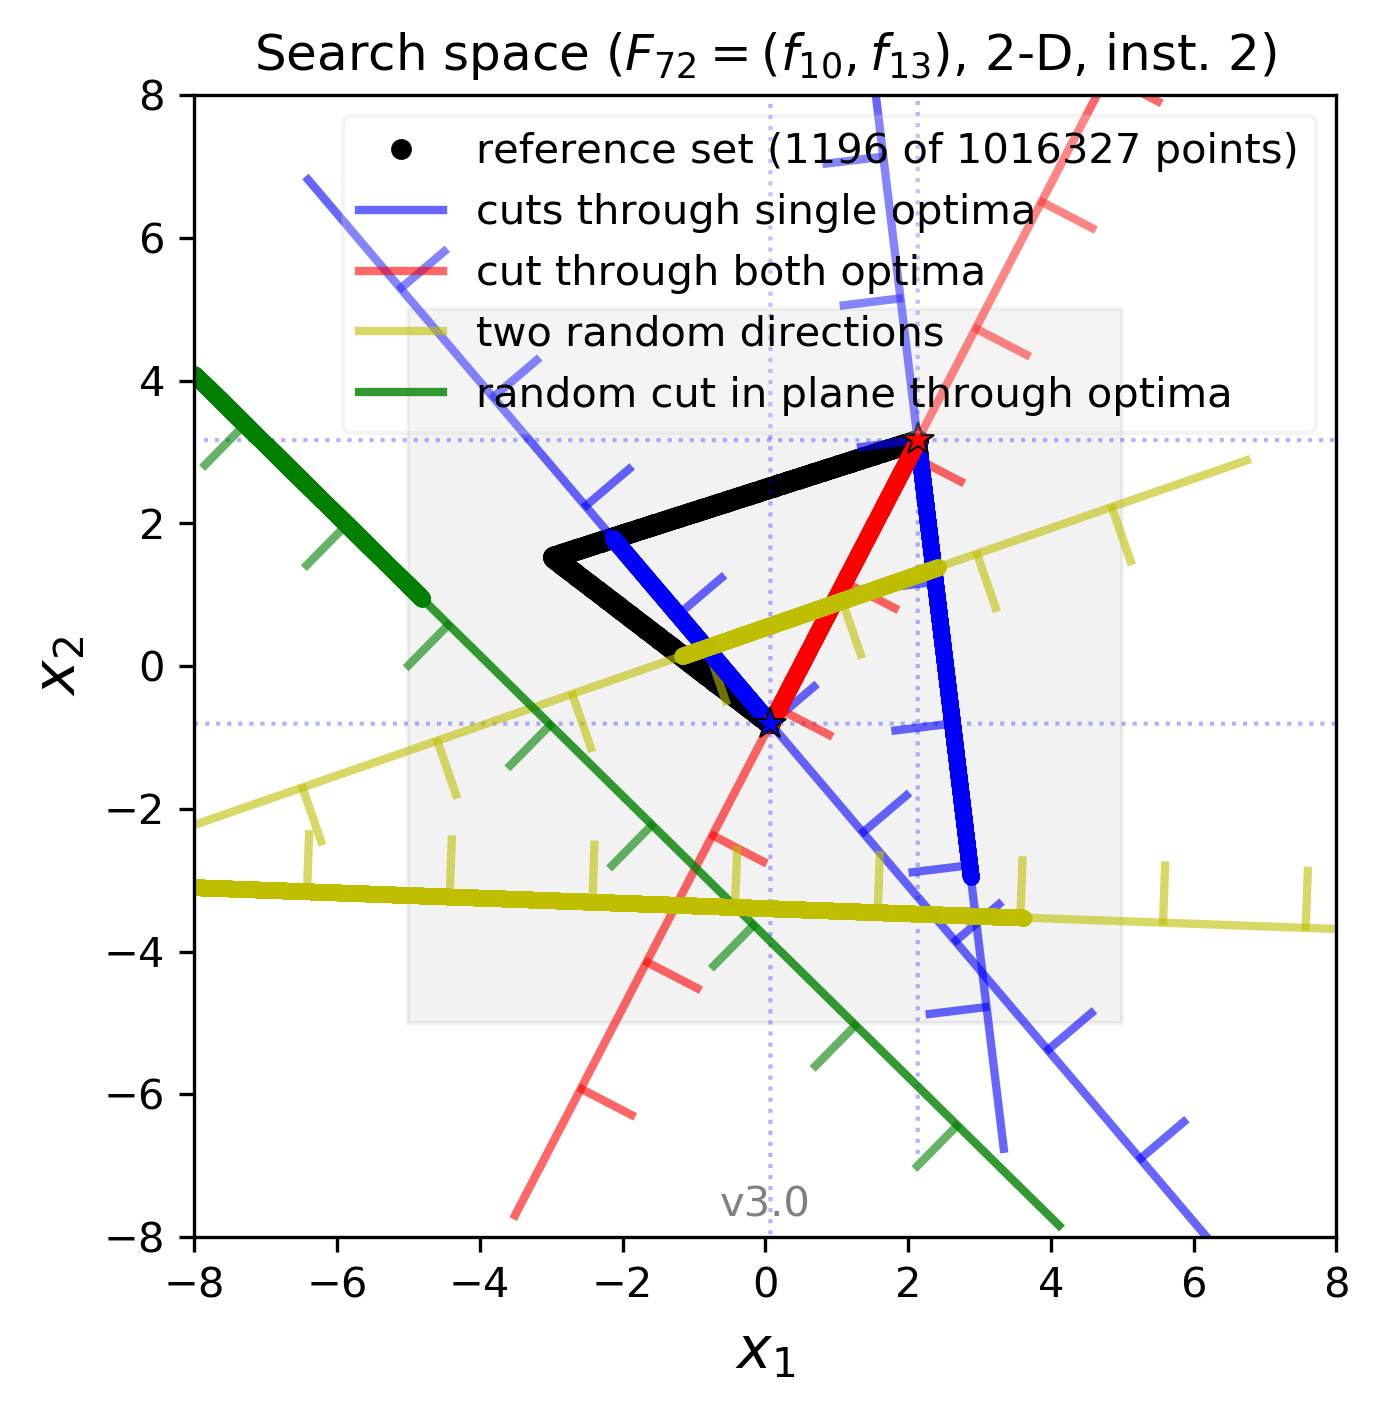 Search space (F72 = (f10, f13), 2-D, inst. 2)
reference set (1196 of 1016327 points)
cuts through single optima
cut through both optima
two random directions
random cut in plane through optima
8
6
4
2
0
−2
−4
−6
−8
x2
v3.0
−8 −6 −4 −2 0 2 4 6 8
x1